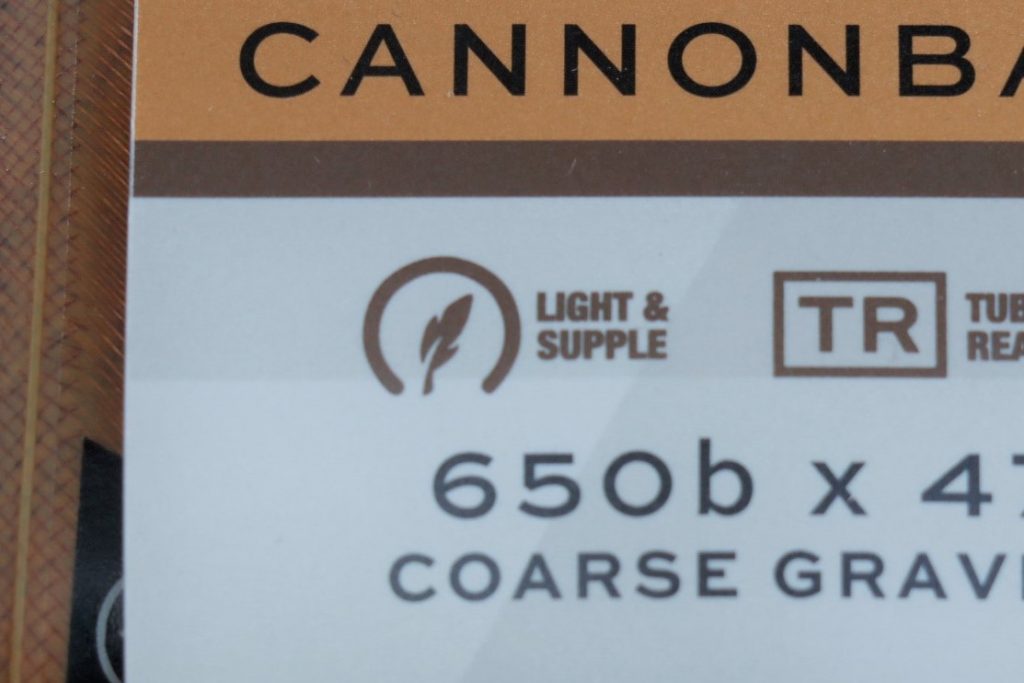 CANNONBA
LIGHT &
SUPPLE
TR
TUB
REA
650b x 47
COARSE GRAV